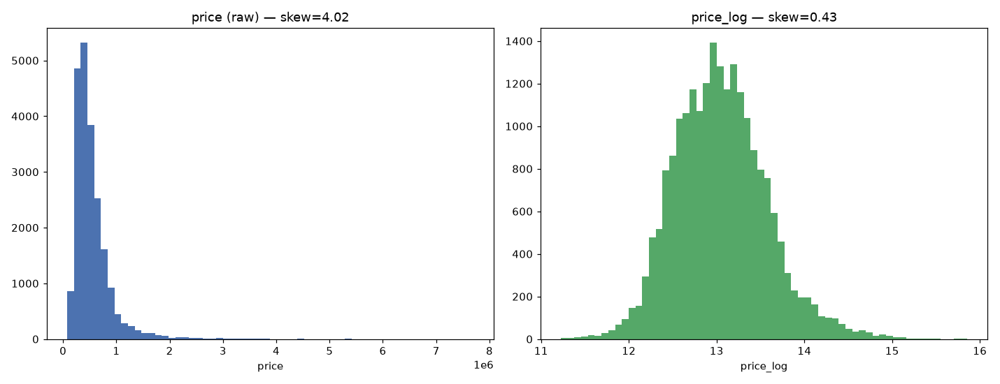 price (raw) — skew=4.02
5000
4000
3000
2000
1000
0
0 1 2 3 4 5 6 7 8
1e6
price
price_log — skew=0.43
1400
1200
1000
800
600
400
200
0
11 12 13 14 15 16
price_log